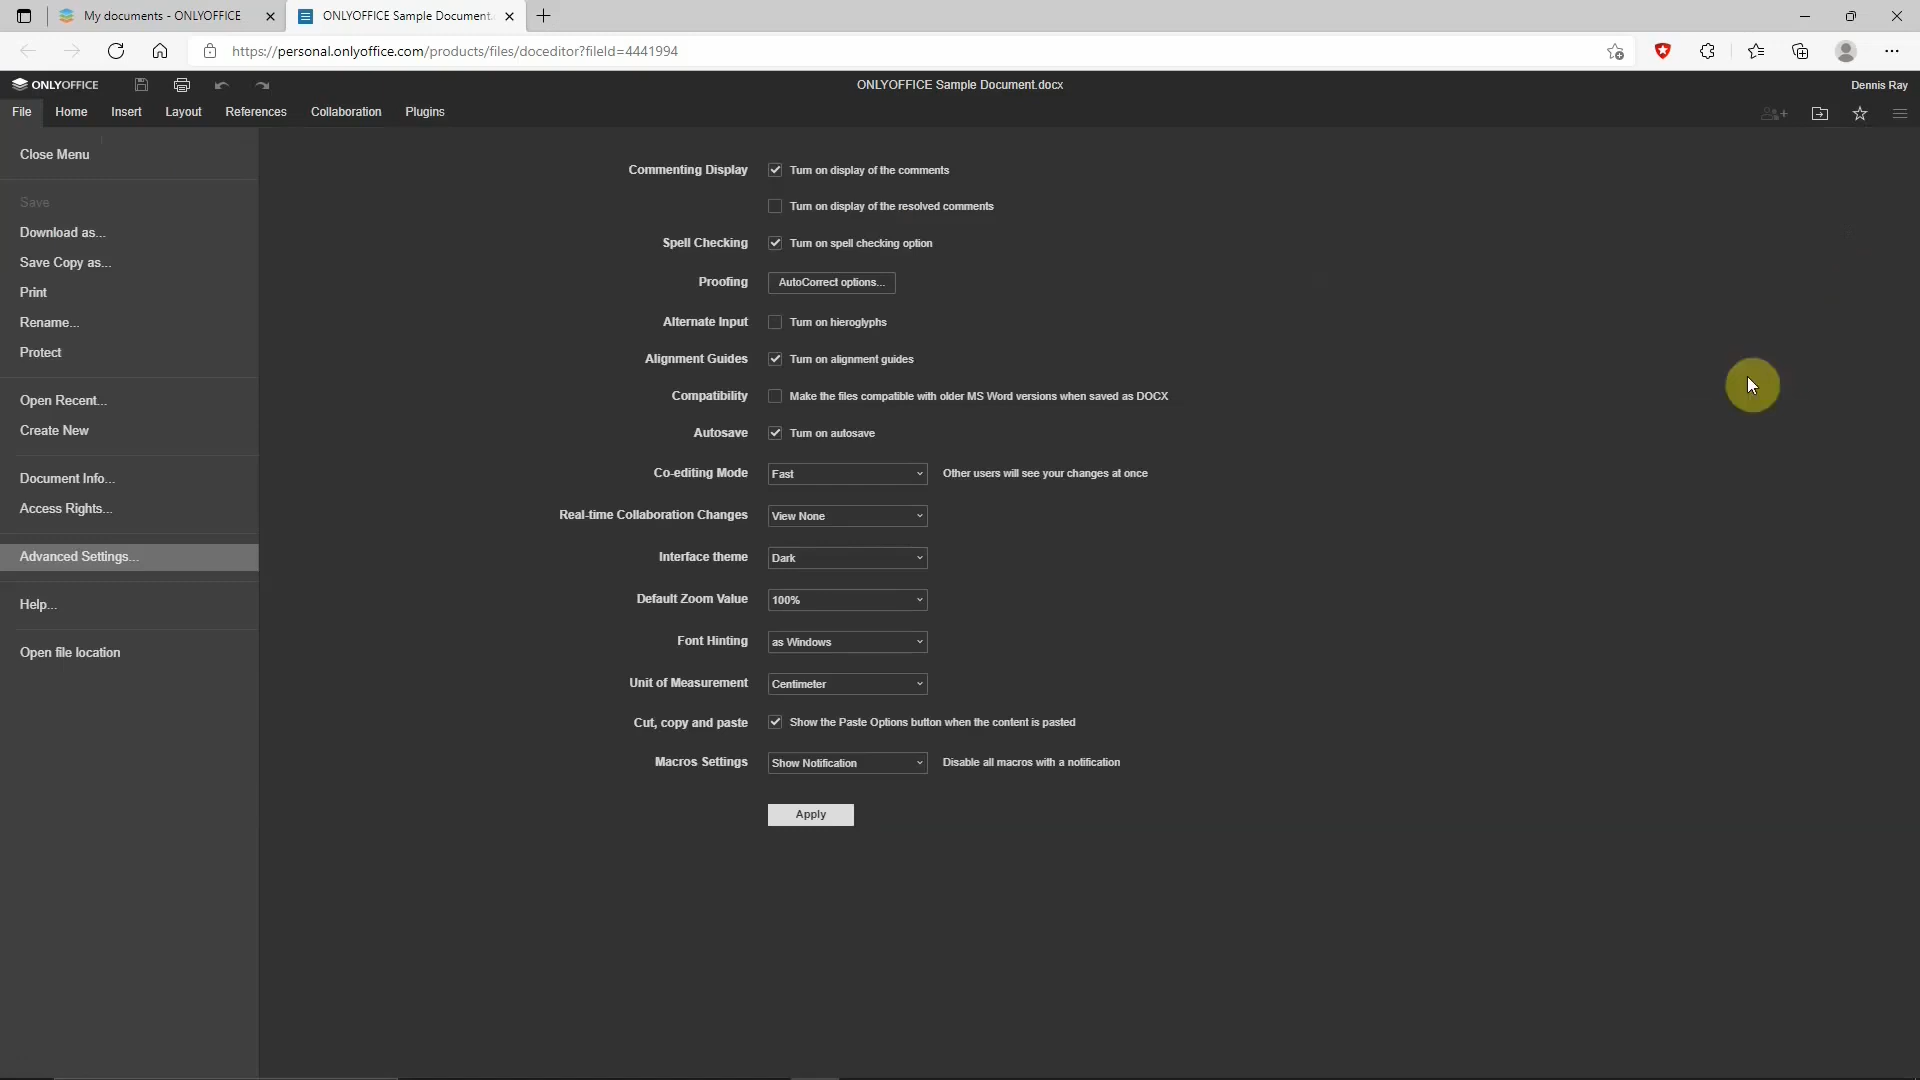 My documents - ONLYOFFICE
ONLYOFFICE Sample Document.
https://personal.onlyoffice.com/products/files/doceditor?fileId=4441994
ONLYOFFICE
ONLYOFFICE Sample Document.docx
Dennis Ray
File Home Insert Layout References Collaboration Plugins
Close Menu
Save
Download as...
Save Copy as...
Print
Rename...
Protect
Open Recent...
Create New
Document Info...
Access Rights...
Advanced Settings...
Help...
Open file location
Commenting Display Turn on display of the comments
Turn on display of the resolved comments
Spell Checking Turn on spell checking option
Proofing AutoCorrect options...
Alternate Input Turn on hieroglyphs
Alignment Guides Turn on alignment guides
Compatibility Make the files compatible with older MS Word versions when saved as DOCX
Autosave Turn on autosave
Co-editing Mode Fast Other users will see your changes at once
Real-time Collaboration Changes View None
Interface theme Dark
Default Zoom Value 100%
Font Hinting as Windows
Unit of Measurement Centimeter
Cut, copy and paste Show the Paste Options button when the content is pasted
Macros Settings Show Notification Disable all macros with a notification
Apply